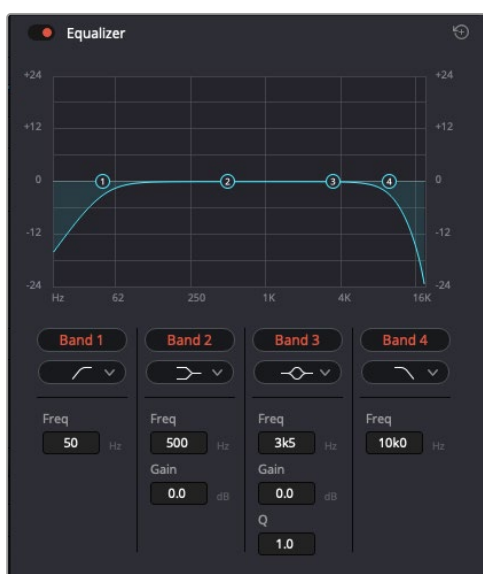 Equalizer
+24 +24
+12 +12
0 1 2 3 4 0
-12 -12
-24 -24
Hz 62 250 1K 4K 16K
Band 1 Band 2 Band 3 Band 4
Freq Freq Freq Freq
50 Hz 500 Hz 3k5 Hz 10k0 Hz
Gain Gain
0.0 dB 0.0 dB
Q
1.0